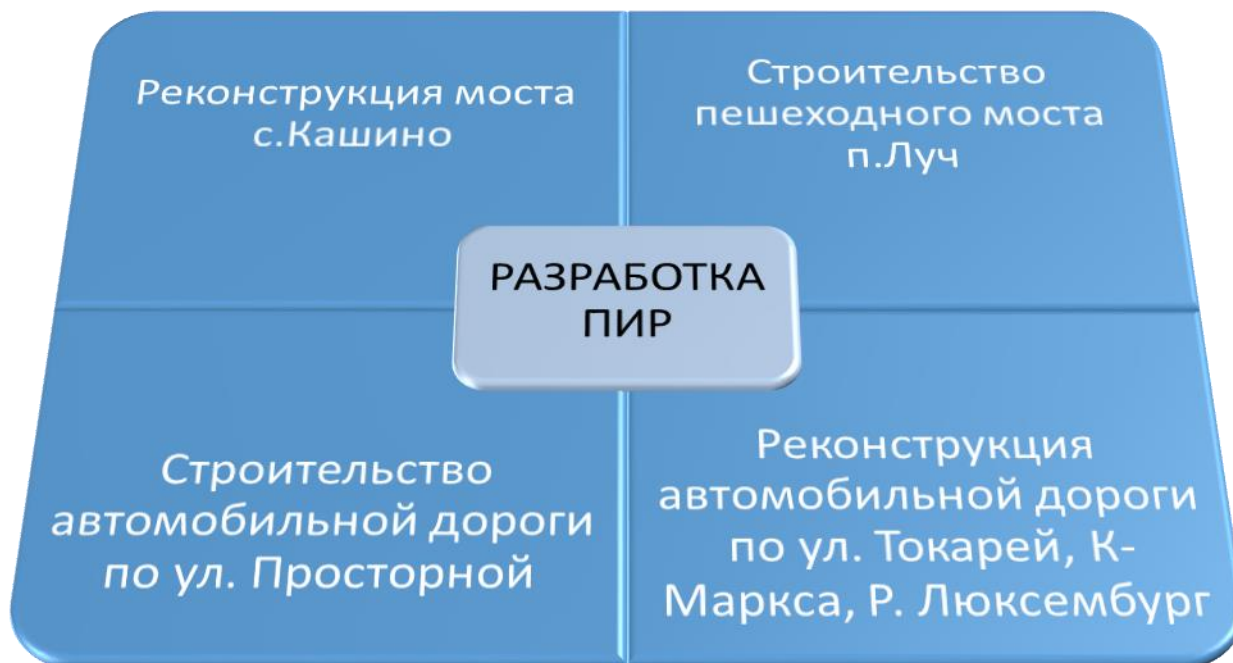 Реконструкция моста
с.Кашино
Строительство
пешеходного моста
п.Луч
РАЗРАБОТКА
ПИР
Строительство
автомобильной дороги
по ул. Просторной
Реконструкция
автомобильной дороги
по ул. Токарей, К-
Маркса, Р. Люксембург